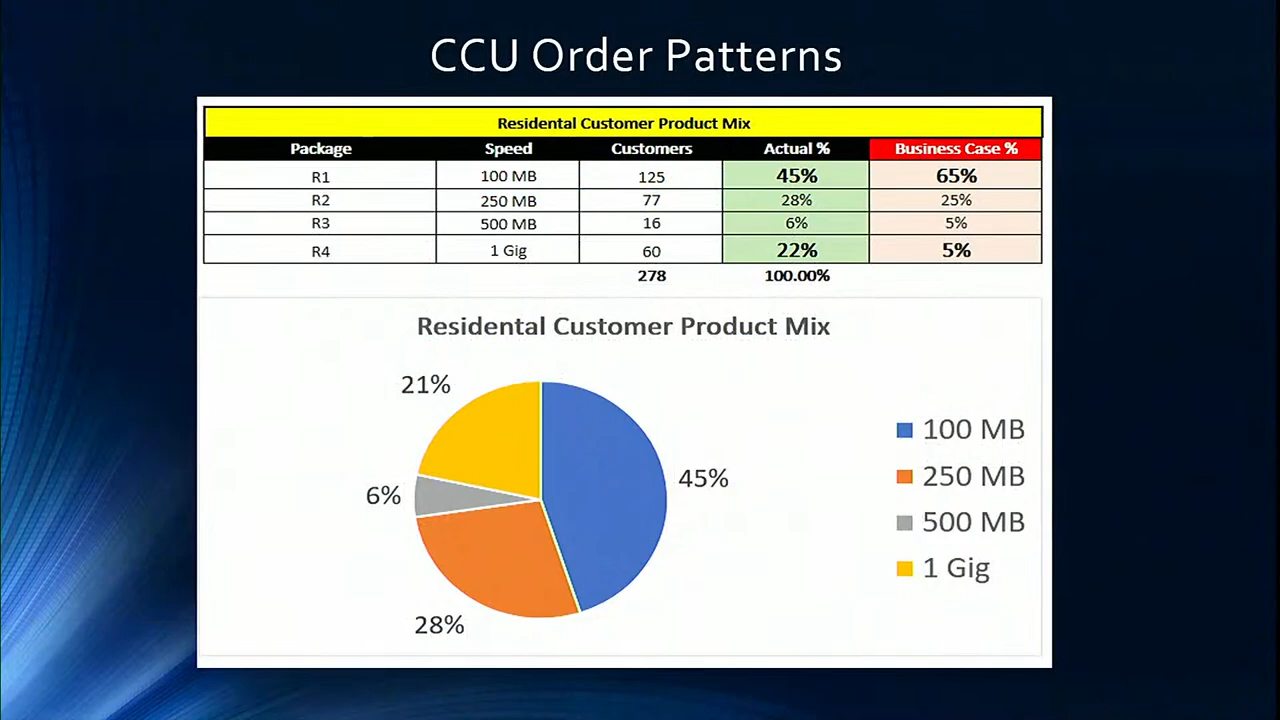 CCU Order Patterns
Residental Customer Product Mix
Package Speed Customers Actual % Business Case %
R1 100 MB 125 45% 65%
R2 250 MB 77 28% 25%
R3 500 MB 16 6% 5%
R4 1 Gig 60 22% 5%
278 100.00%
Residental Customer Product Mix
21%
45%
6%
28%
100 MB
250 MB
500 MB
1 Gig